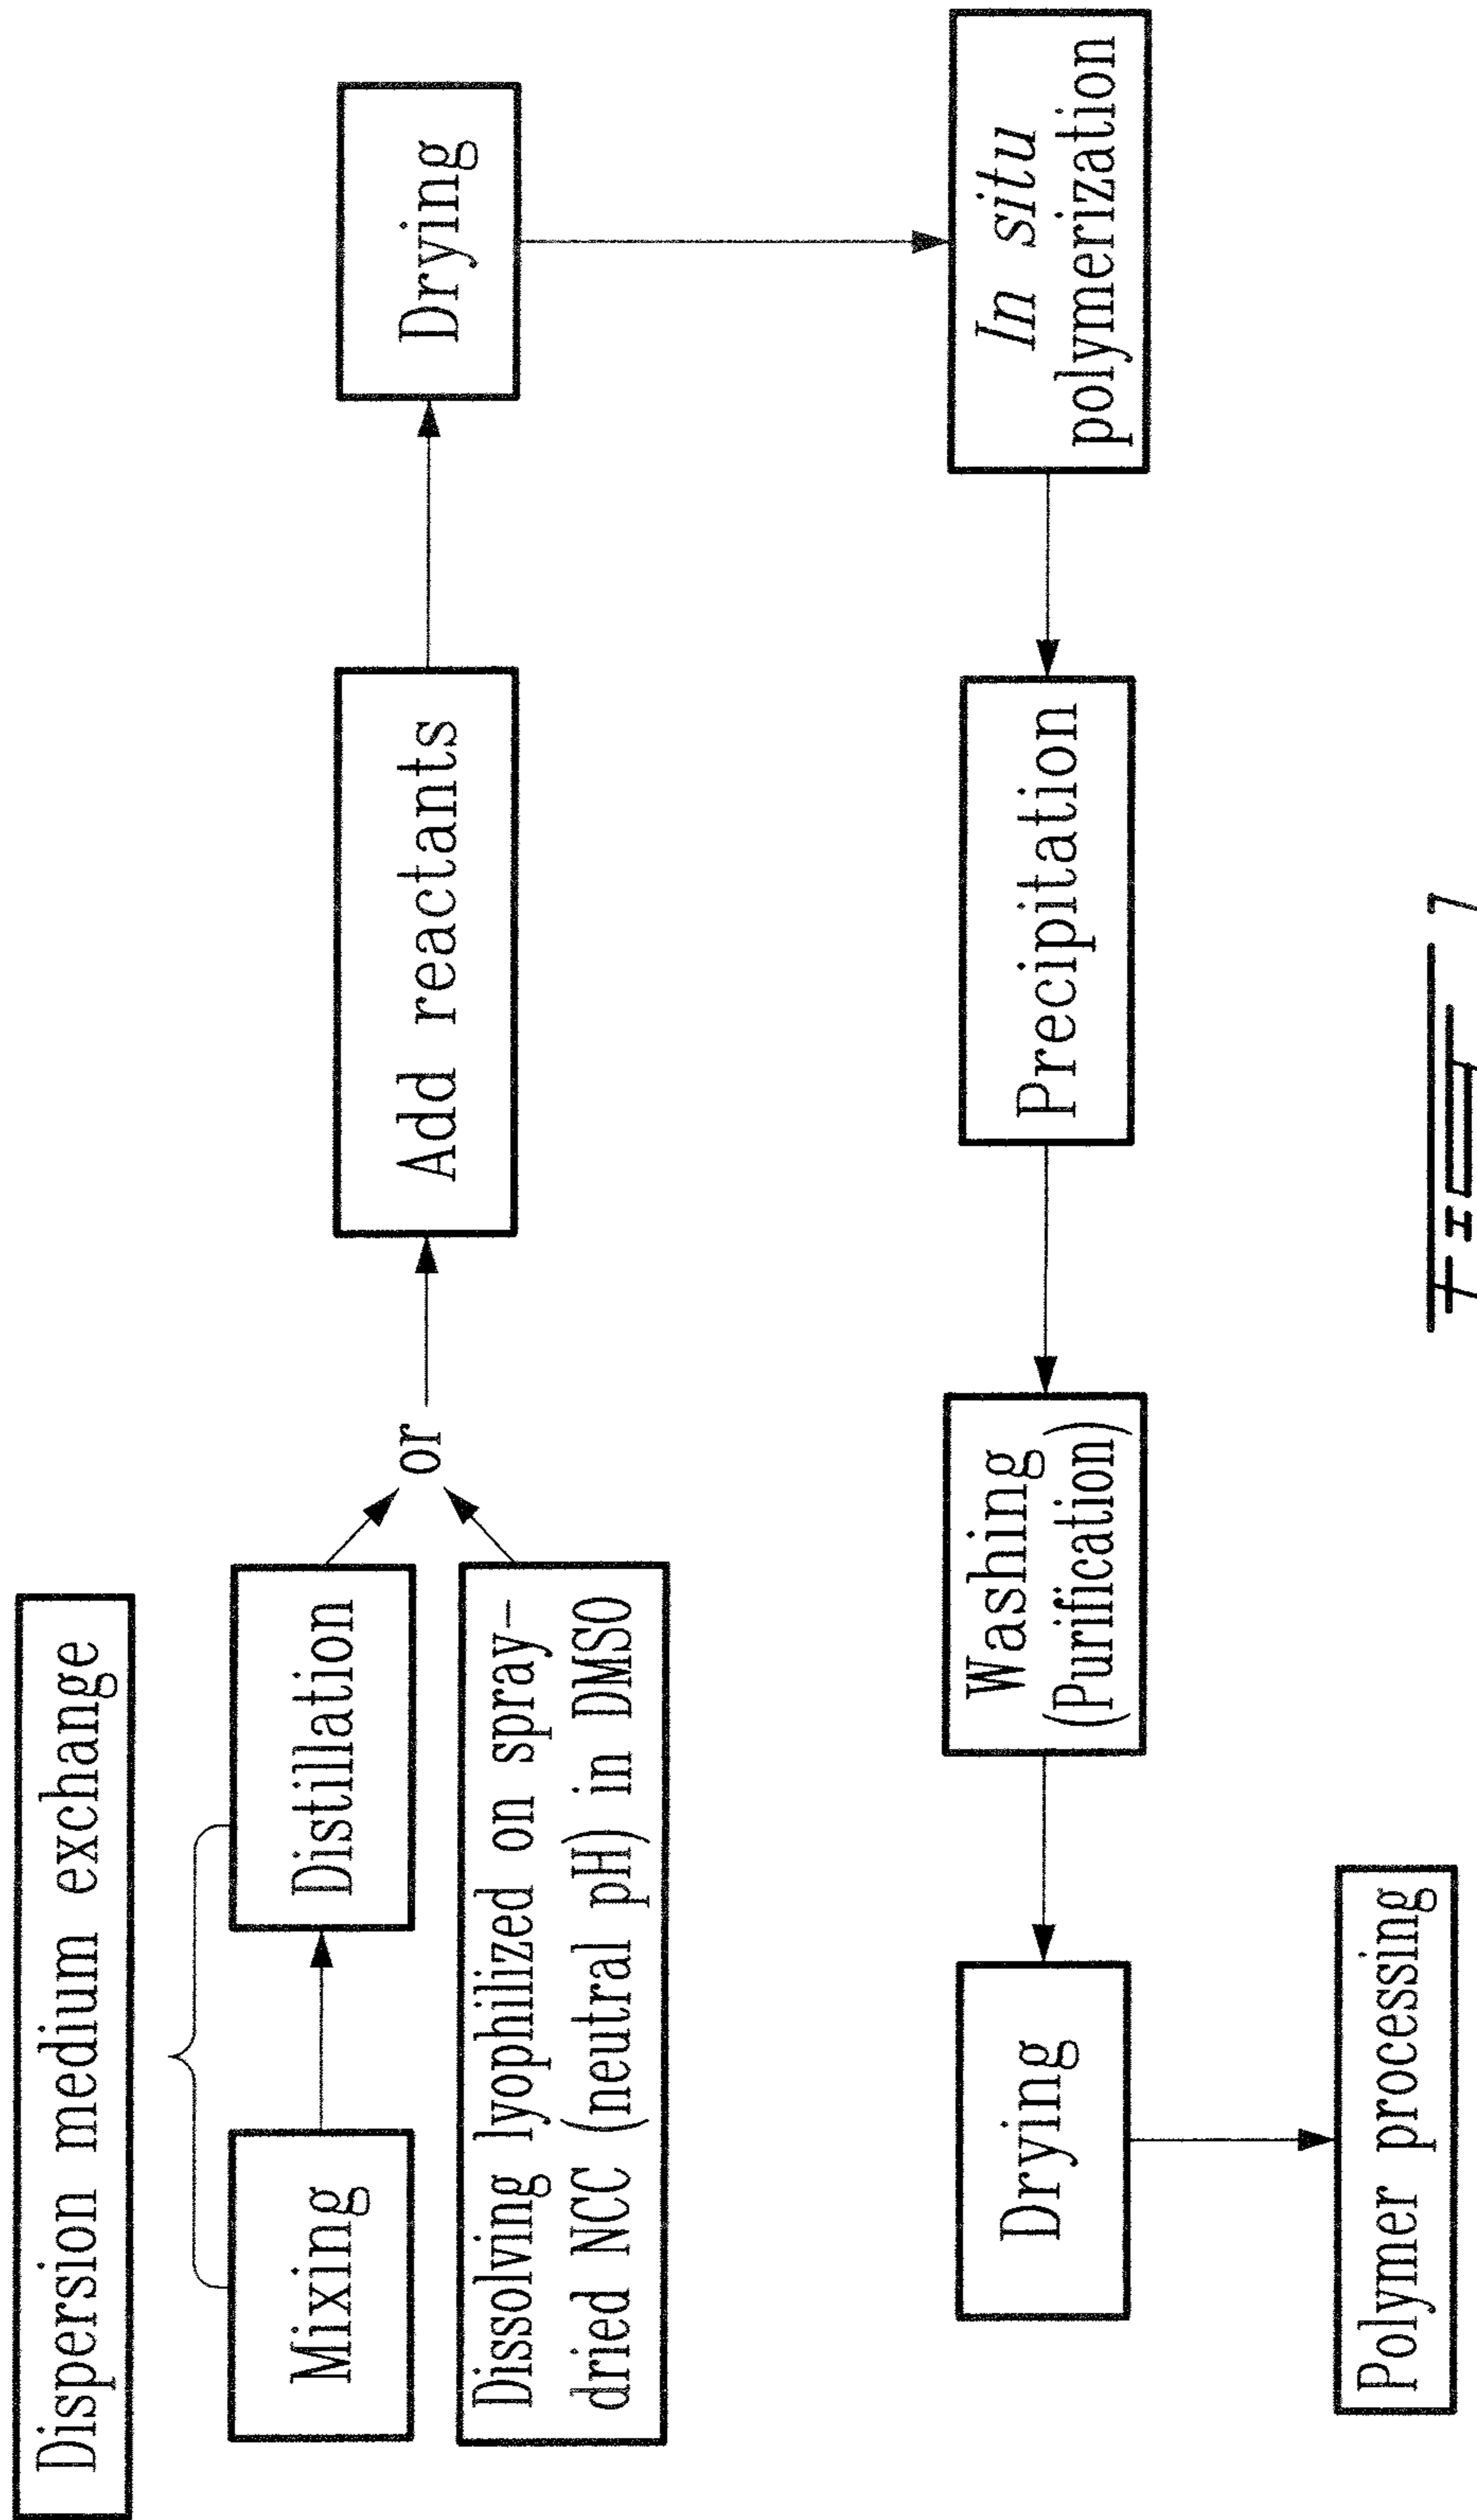 Dispersion medium exchange
Mixing
Distillation
Dissolving lyophilized on spray-
dried NCC (neutral pH) in DMSO
or
Add reactants
Drying
In situ
polymerization
Precipitation
Washing
(Purification)
Drying
Polymer processing